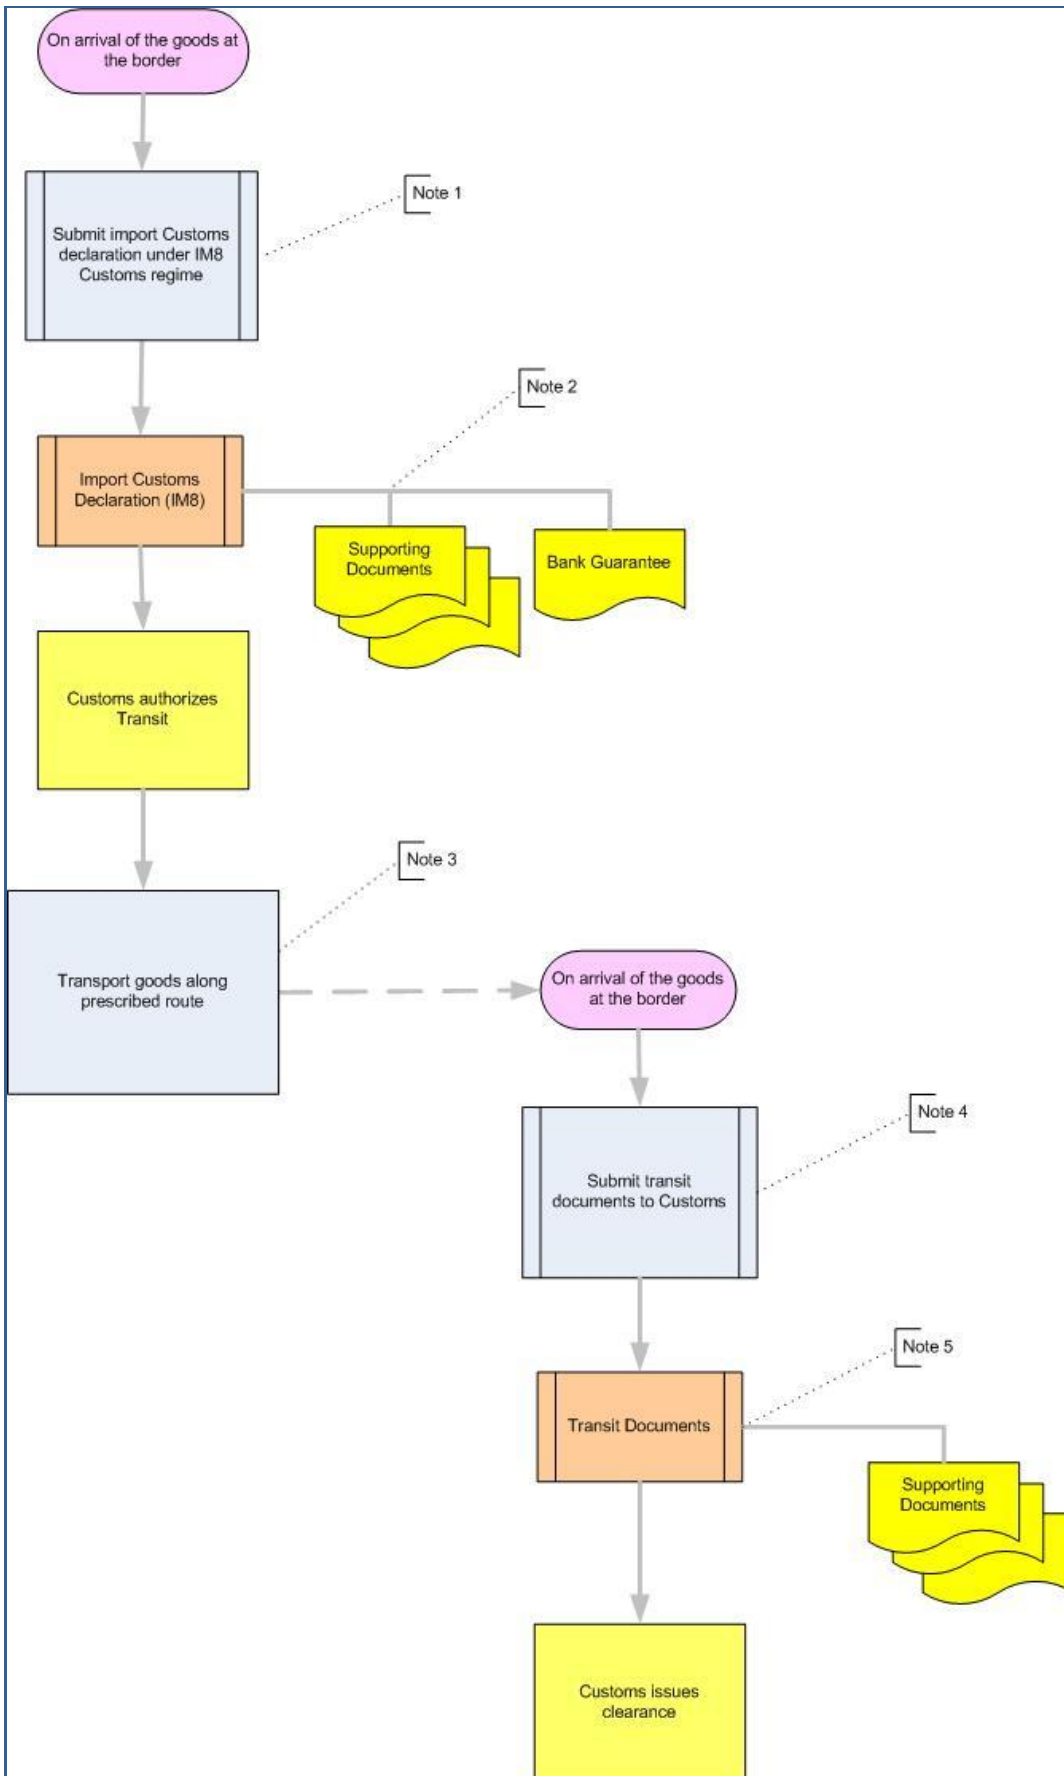 On arrival of the goods at
the border
Note 1
Submit import Customs
declaration under IM8
Customs regime
Note 2
Import Customs
Declaration (IM8)
Supporting
Documents
Bank Guarantee
Customs authorizes
Transit
Note 3
Transport goods along
prescribed route
On arrival of the goods
at the border
Note 4
Submit transit
documents to Customs
Note 5
Transit Documents
Supporting
Documents
Customs issues
clearance